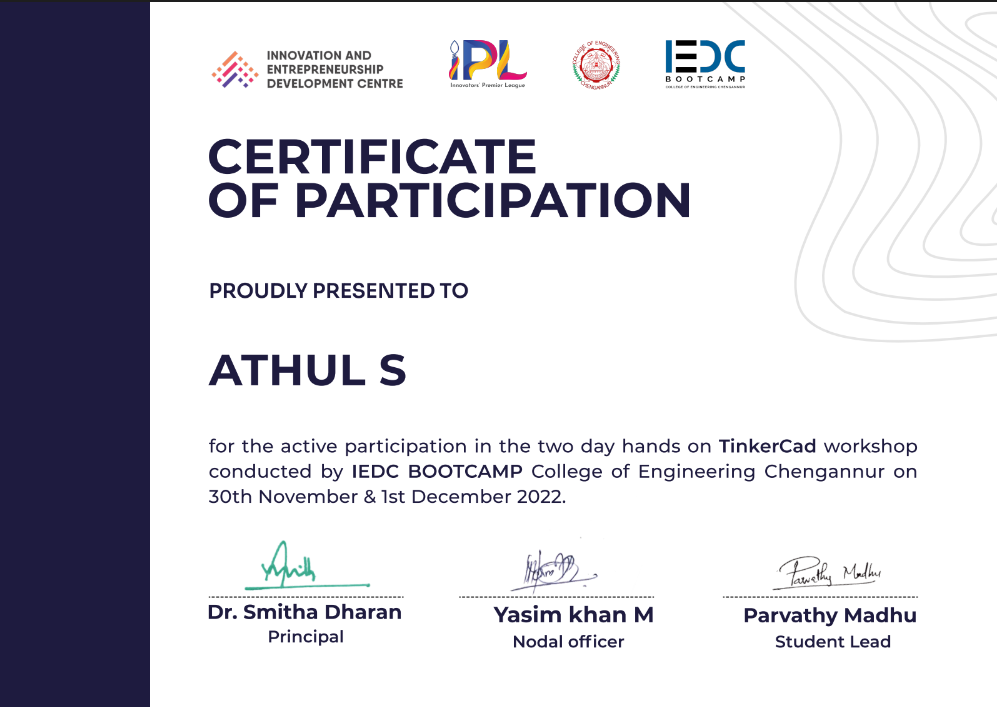 INNOVATION AND
ENTREPRENEURSHIP
DEVELOPMENT CENTRE
iPL
Innovators' Premier League
COLLEGE OF ENGINEERING
CHENGANNUR
IEDC
BOOTCAMP
COLLEGE OF ENGINEERING CHENGANNUR
CERTIFICATE
OF PARTICIPATION
PROUDLY PRESENTED TO
ATHUL S
for the active participation in the two day hands on TinkerCad workshop
conducted by IEDC BOOTCAMP College of Engineering Chengannur on
30th November & 1st December 2022.
Parvathy Madhu
Dr. Smitha Dharan
Yasim khan M
Parvathy Madhu
Principal
Nodal officer
Student Lead